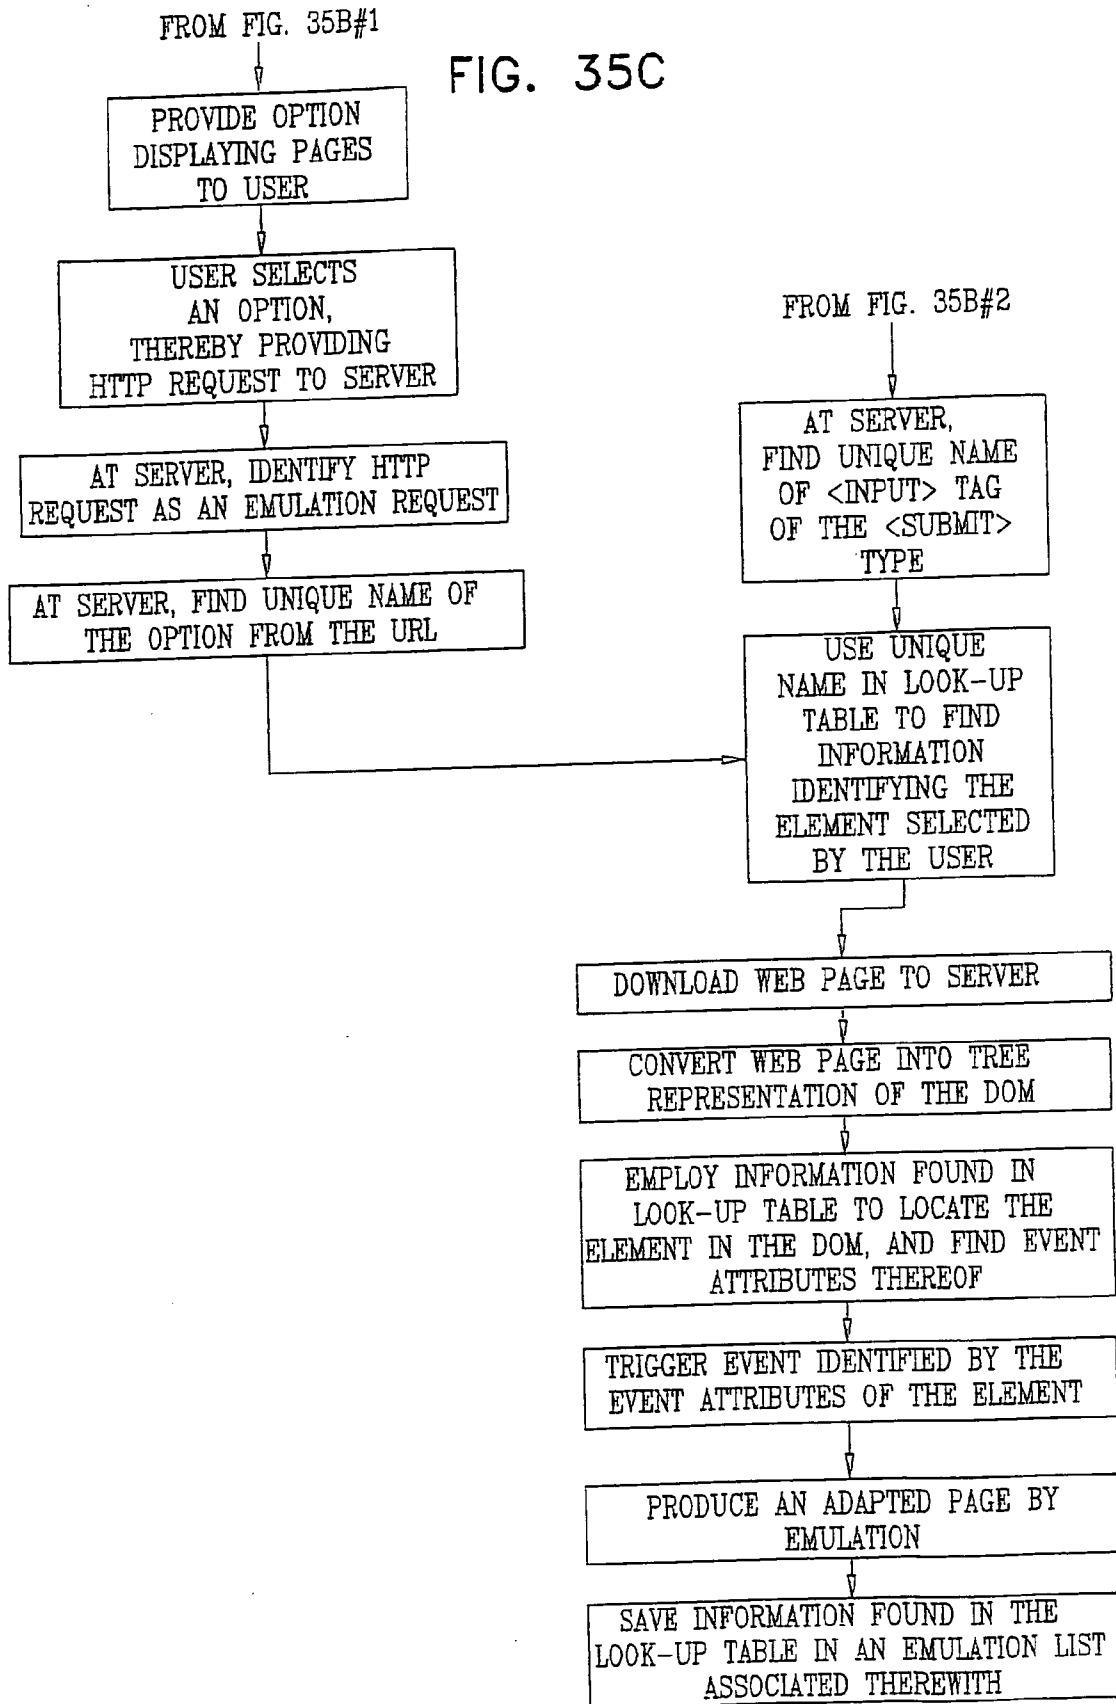 FROM FIG. 35B#1
FIG. 35C
PROVIDE OPTION
DISPLAYING PAGES
TO USER
USER SELECTS
AN OPTION,
THEREBY PROVIDING
HTTP REQUEST TO SERVER
AT SERVER, IDENTIFY HTTP
REQUEST AS AN EMULATION REQUEST
AT SERVER, FIND UNIQUE NAME OF
THE OPTION FROM THE URL
FROM FIG. 35B#2
AT SERVER,
FIND UNIQUE NAME
OF <INPUT> TAG
OF THE <SUBMIT>
TYPE
USE UNIQUE
NAME IN LOOK-UP
TABLE TO FIND
INFORMATION
IDENTIFYING THE
ELEMENT SELECTED
BY THE USER
DOWNLOAD WEB PAGE TO SERVER
CONVERT WEB PAGE INTO TREE
REPRESENTATION OF THE DOM
EMPLOY INFORMATION FOUND IN
LOOK-UP TABLE TO LOCATE THE
ELEMENT IN THE DOM, AND FIND EVENT
ATTRIBUTES THEREOF
TRIGGER EVENT IDENTIFIED BY THE
EVENT ATTRIBUTES OF THE ELEMENT
PRODUCE AN ADAPTED PAGE BY
EMULATION
SAVE INFORMATION FOUND IN THE
LOOK-UP TABLE IN AN EMULATION LIST
ASSOCIATED THEREWITH